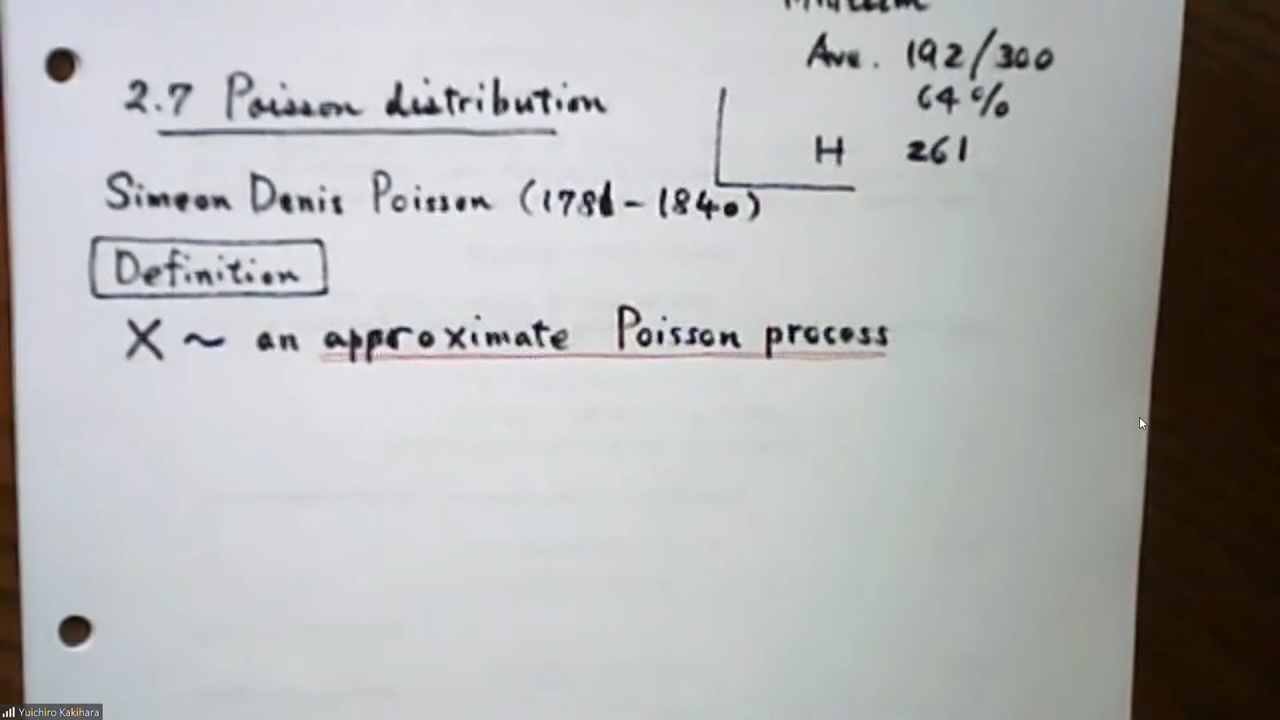 Ave. 192/300
2.7 Poisson distribution
64%
H 261
Simeon Denis Poisson (1781-1840)
Definition
X ~ an approximate Poisson process
Yuichiro Kakihara